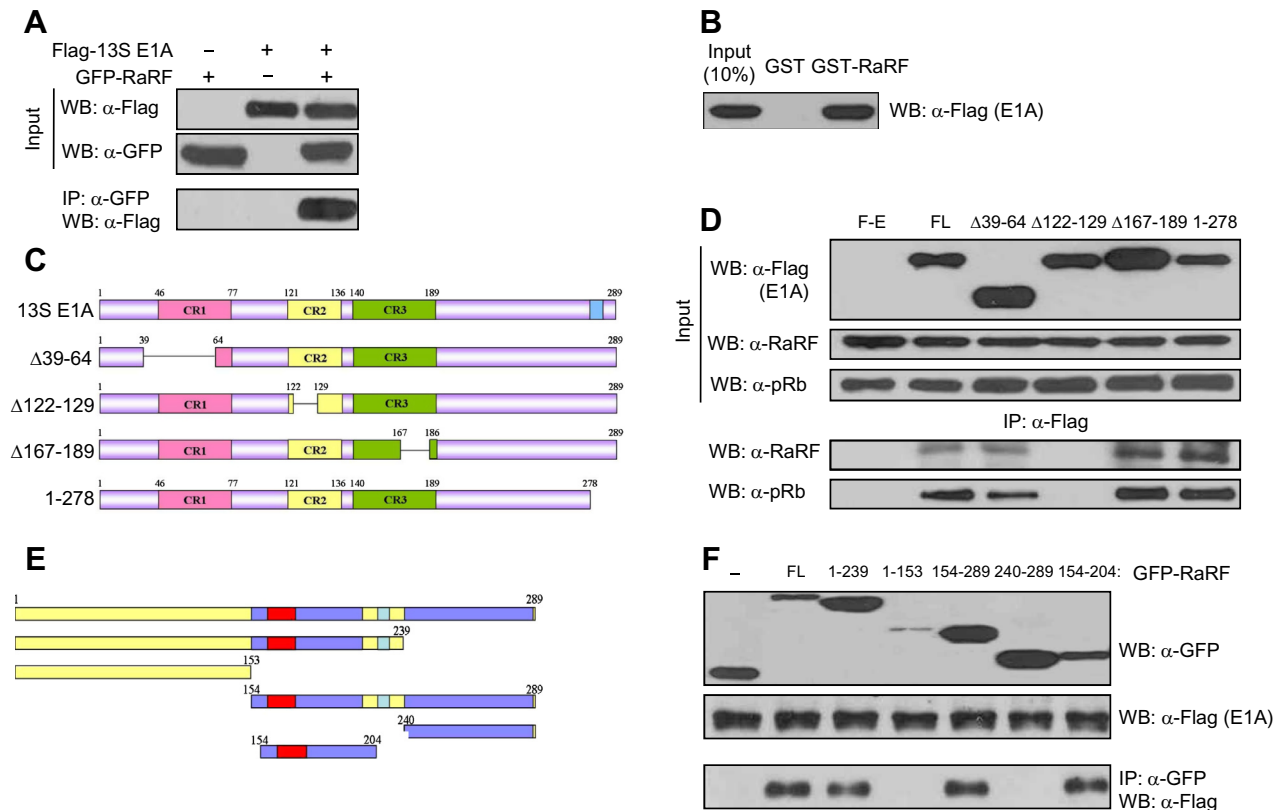 A
Flag-13S E1A – + +
GFP-RaRF + – +
Input
WB: α-Flag
WB: α-GFP
IP: α-GFP
WB: α-Flag
B
Input (10%) GST GST-RaRF
WB: α-Flag (E1A)
C
1 46 77 121 136 140 189 289
13S E1A CR1 CR2 CR3
1 39 64 289
Δ39-64 CR2 CR3
1 122 129 289
Δ122-129 CR1 CR3
1 167 186 289
Δ167-189 CR1 CR2
1 46 77 121 136 140 189 278
1-278 CR1 CR2 CR3
D
F-E FL Δ39-64 Δ122-129 Δ167-189 1-278
Input
WB: α-Flag
(E1A)
WB: α-RaRF
WB: α-pRb
IP: α-Flag
WB: α-RaRF
WB: α-pRb
E
1 289
239
153
154 289
240
154 204
F
– FL 1-239 1-153 154-289 240-289 154-204: GFP-RaRF
WB: α-GFP
WB: α-Flag (E1A)
IP: α-GFP
WB: α-Flag